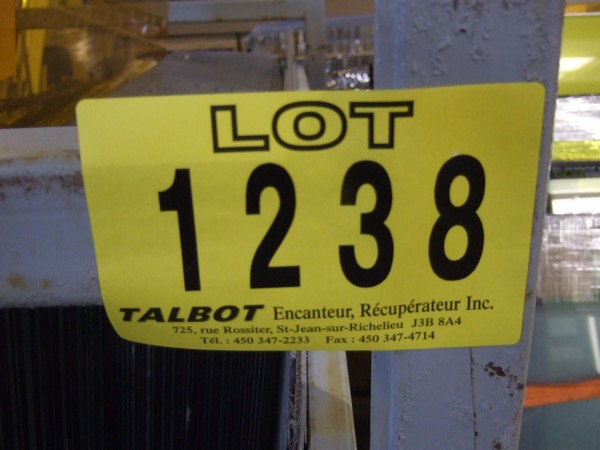 LOT
1238
TALBOT Encanteur, Récupérateur Inc.
725, rue Rossiter, St-Jean-sur-Richelieu J3B 8A4
Tél. : 450 347-2233 Fax : 450 347-4714